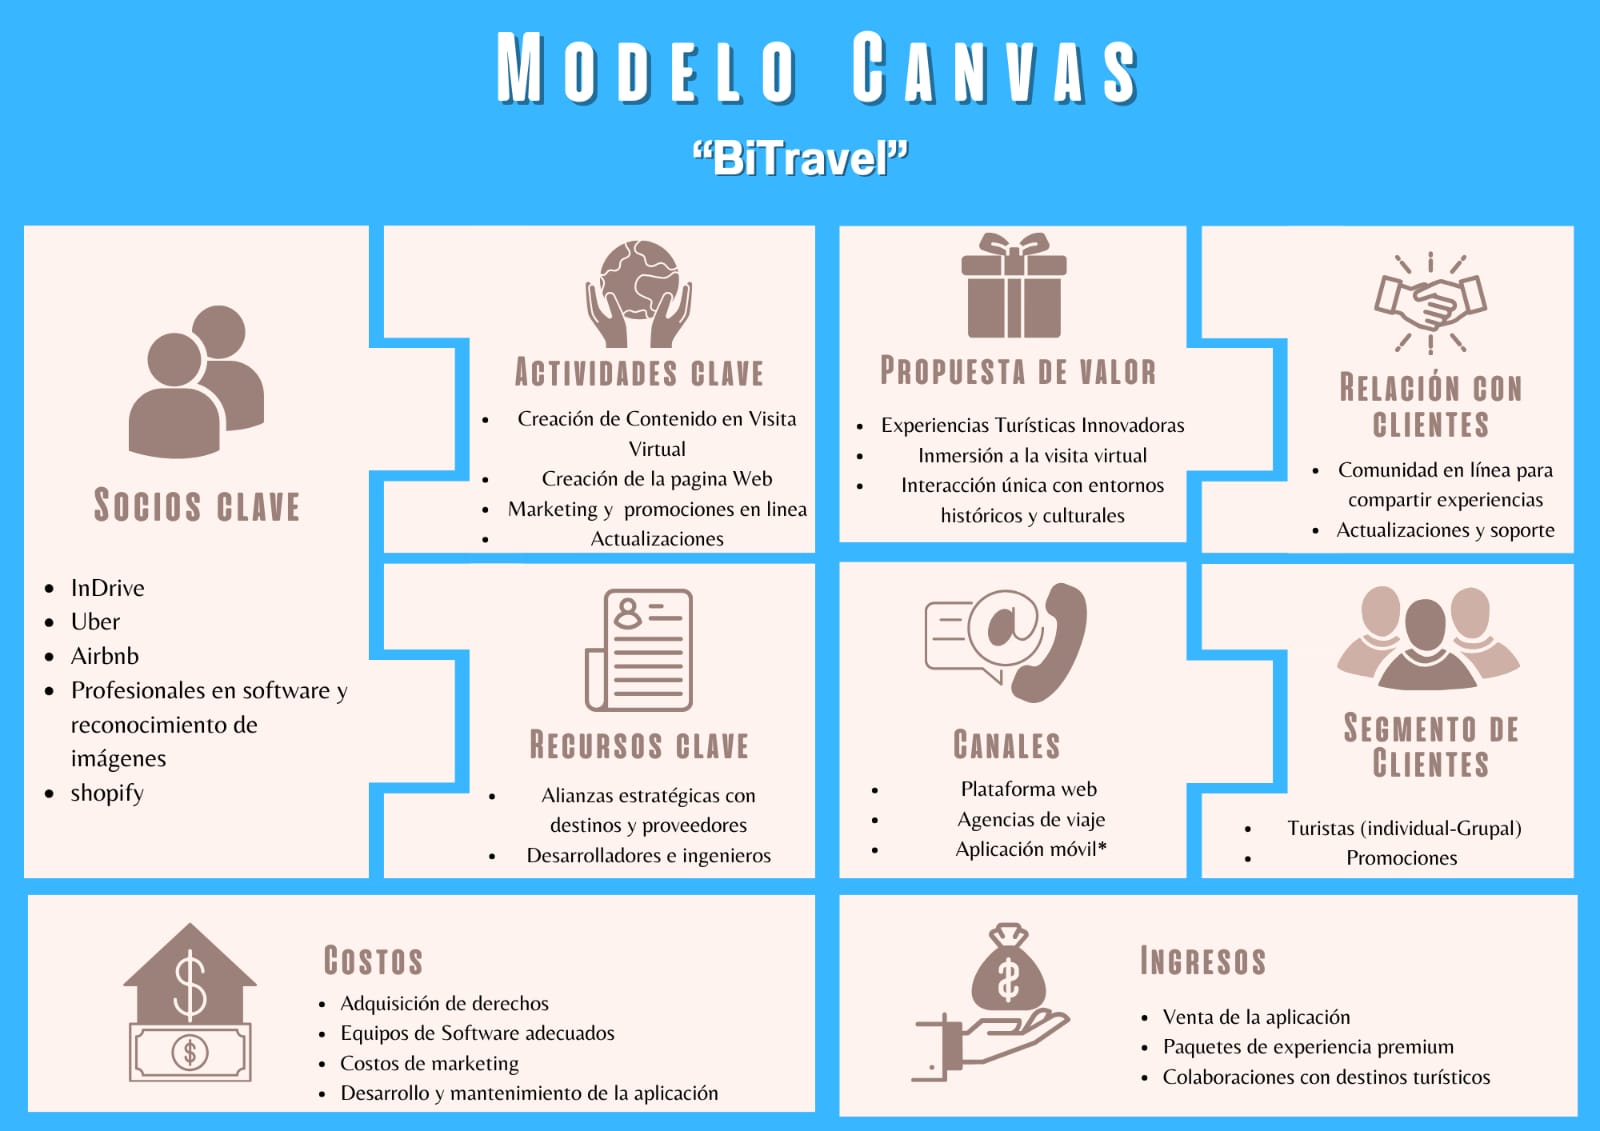 MODELO CANVAS
“BiTravel”
SOCIOS CLAVE
• InDrive
• Uber
• Airbnb
• Profesionales en software y
reconocimiento de
imágenes
• shopify
ACTIVIDADES CLAVE
• Creación de Contenido en Visita
Virtual
• Creación de la pagina Web
• Marketing y promociones en linea
• Actualizaciones
RECURSOS CLAVE
• Alianzas estratégicas con
destinos y proveedores
• Desarrolladores e ingenieros
PROPUESTA DE VALOR
• Experiencias Turísticas Innovadoras
• Inmersión a la visita virtual
• Interacción única con entornos
históricos y culturales
CANALES
• Plataforma web
• Agencias de viaje
• Aplicación móvil*
RELACIÓN CON
CLIENTES
• Comunidad en línea para
compartir experiencias
• Actualizaciones y soporte
SEGMENTO DE
CLIENTES
• Turistas (individual-Grupal)
• Promociones
COSTOS
• Adquisición de derechos
• Equipos de Software adecuados
• Costos de marketing
• Desarrollo y mantenimiento de la aplicación
INGRESOS
• Venta de la aplicación
• Paquetes de experiencia premium
• Colaboraciones con destinos turísticos